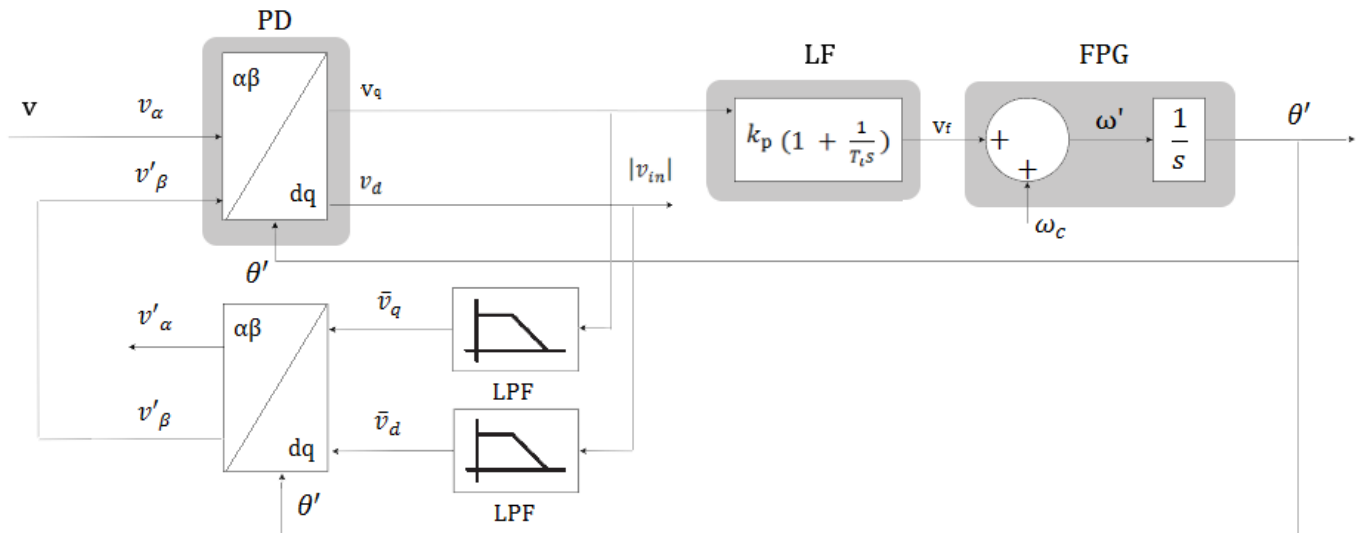 PD
LF
FPG
v
v_α
αβ
v_q
k_p (1 + 1/(T_i s))
v_f
+
+
ω'
1/s
θ′
v′_β
dq
v_d
|v_in|
ω_c
θ′
v′_α
αβ
v̄_q
LPF
v′_β
dq
v̄_d
LPF
θ′